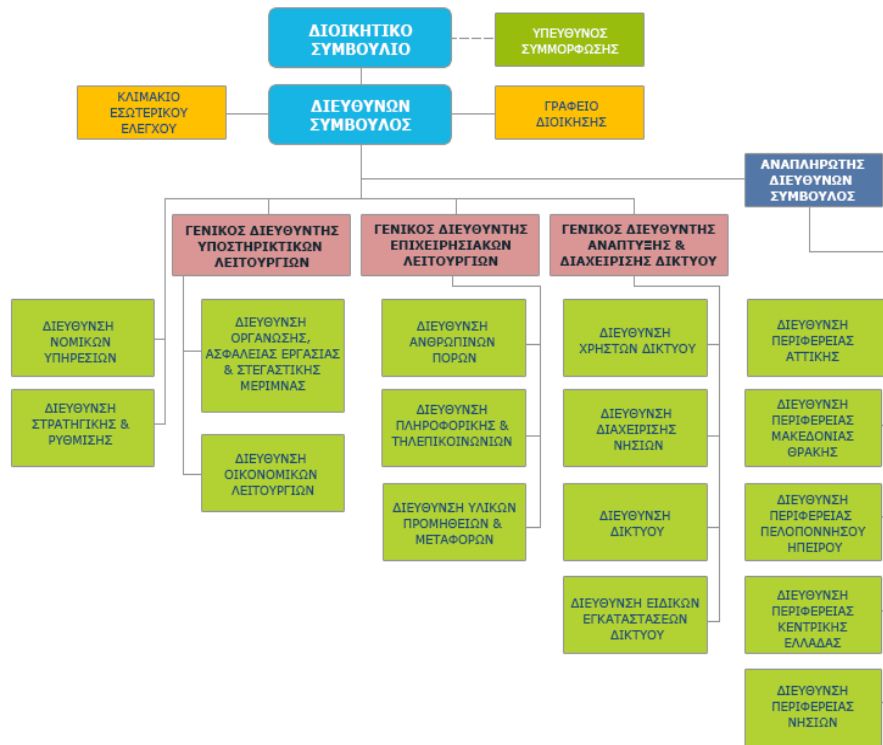 ΔΙΟΙΚΗΤΙΚΟ
ΣΥΜΒΟΥΛΙΟ
ΥΠΕΥΘΥΝΟΣ
ΣΥΜΜΟΡΦΩΣΗΣ
ΚΛΙΜΑΚΙΟ
ΕΣΩΤΕΡΙΚΟΥ
ΕΛΕΓΧΟΥ
ΔΙΕΥΘΥΝΩΝ
ΣΥΜΒΟΥΛΟΣ
ΓΡΑΦΕΙΟ
ΔΙΟΙΚΗΣΗΣ
ΑΝΑΠΛΗΡΩΤΗΣ
ΔΙΕΥΘΥΝΩΝ
ΣΥΜΒΟΥΛΟΣ
ΓΕΝΙΚΟΣ ΔΙΕΥΘΥΝΤΗΣ
ΥΠΟΣΤΗΡΙΚΤΙΚΩΝ
ΛΕΙΤΟΥΡΓΙΩΝ
ΓΕΝΙΚΟΣ ΔΙΕΥΘΥΝΤΗΣ
ΕΠΙΧΕΙΡΗΣΙΑΚΩΝ
ΛΕΙΤΟΥΡΓΙΩΝ
ΓΕΝΙΚΟΣ ΔΙΕΥΘΥΝΤΗΣ
ΑΝΑΠΤΥΞΗΣ &
ΔΙΑΧΕΙΡΙΣΗΣ ΔΙΚΤΥΟΥ
ΔΙΕΥΘΥΝΣΗ
ΝΟΜΙΚΩΝ
ΥΠΗΡΕΣΙΩΝ
ΔΙΕΥΘΥΝΣΗ
ΣΤΡΑΤΗΓΙΚΗΣ &
ΡΥΘΜΙΣΗΣ
ΔΙΕΥΘΥΝΣΗ
ΟΡΓΑΝΩΣΗΣ,
ΑΣΦΑΛΕΙΑΣ ΕΡΓΑΣΙΑΣ
& ΣΤΕΓΑΣΤΙΚΗΣ
ΜΕΡΙΜΝΑΣ
ΔΙΕΥΘΥΝΣΗ
ΟΙΚΟΝΟΜΙΚΩΝ
ΛΕΙΤΟΥΡΓΙΩΝ
ΔΙΕΥΘΥΝΣΗ
ΑΝΘΡΩΠΙΝΩΝ
ΠΟΡΩΝ
ΔΙΕΥΘΥΝΣΗ
ΠΛΗΡΟΦΟΡΙΚΗΣ &
ΤΗΛΕΠΙΚΟΙΝΩΝΙΩΝ
ΔΙΕΥΘΥΝΣΗ ΥΛΙΚΩΝ
ΠΡΟΜΗΘΕΙΩΝ &
ΜΕΤΑΦΟΡΩΝ
ΔΙΕΥΘΥΝΣΗ
ΧΡΗΣΤΩΝ ΔΙΚΤΥΟΥ
ΔΙΕΥΘΥΝΣΗ
ΔΙΑΧΕΙΡΙΣΗΣ
ΝΗΣΙΩΝ
ΔΙΕΥΘΥΝΣΗ
ΔΙΚΤΥΟΥ
ΔΙΕΥΘΥΝΣΗ ΕΙΔΙΚΩΝ
ΕΓΚΑΤΑΣΤΑΣΕΩΝ
ΔΙΚΤΥΟΥ
ΔΙΕΥΘΥΝΣΗ
ΠΕΡΙΦΕΡΕΙΑΣ
ΑΤΤΙΚΗΣ
ΔΙΕΥΘΥΝΣΗ
ΠΕΡΙΦΕΡΕΙΑΣ
ΜΑΚΕΔΟΝΙΑΣ
ΘΡΑΚΗΣ
ΔΙΕΥΘΥΝΣΗ
ΠΕΡΙΦΕΡΕΙΑΣ
ΠΕΛΟΠΟΝΝΗΣΟΥ
ΗΠΕΙΡΟΥ
ΔΙΕΥΘΥΝΣΗ
ΠΕΡΙΦΕΡΕΙΑΣ
ΚΕΝΤΡΙΚΗΣ
ΕΛΛΑΔΑΣ
ΔΙΕΥΘΥΝΣΗ
ΠΕΡΙΦΕΡΕΙΑΣ
ΝΗΣΙΩΝ